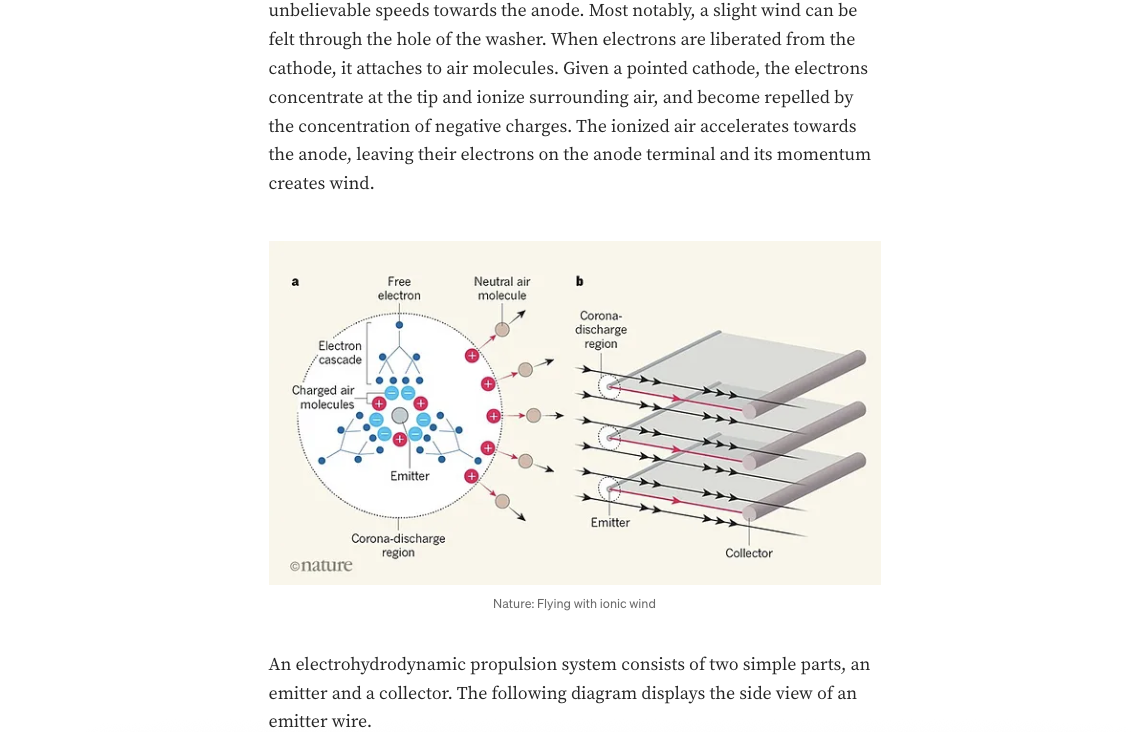 unbelievable speeds towards the anode. Most notably, a slight wind can be
felt through the hole of the washer. When electrons are liberated from the
cathode, it attaches to air molecules. Given a pointed cathode, the electrons
concentrate at the tip and ionize surrounding air, and become repelled by
the concentration of negative charges. The ionized air accelerates towards
the anode, leaving their electrons on the anode terminal and its momentum
creates wind.
a
Free
electron
Neutral air
molecule
Electron
cascade
Charged air
molecules
Emitter
Corona-discharge
region
©nature
b
Corona-
discharge
region
Emitter
Collector
Nature: Flying with ionic wind
An electrohydrodynamic propulsion system consists of two simple parts, an
emitter and a collector. The following diagram displays the side view of an
emitter wire.